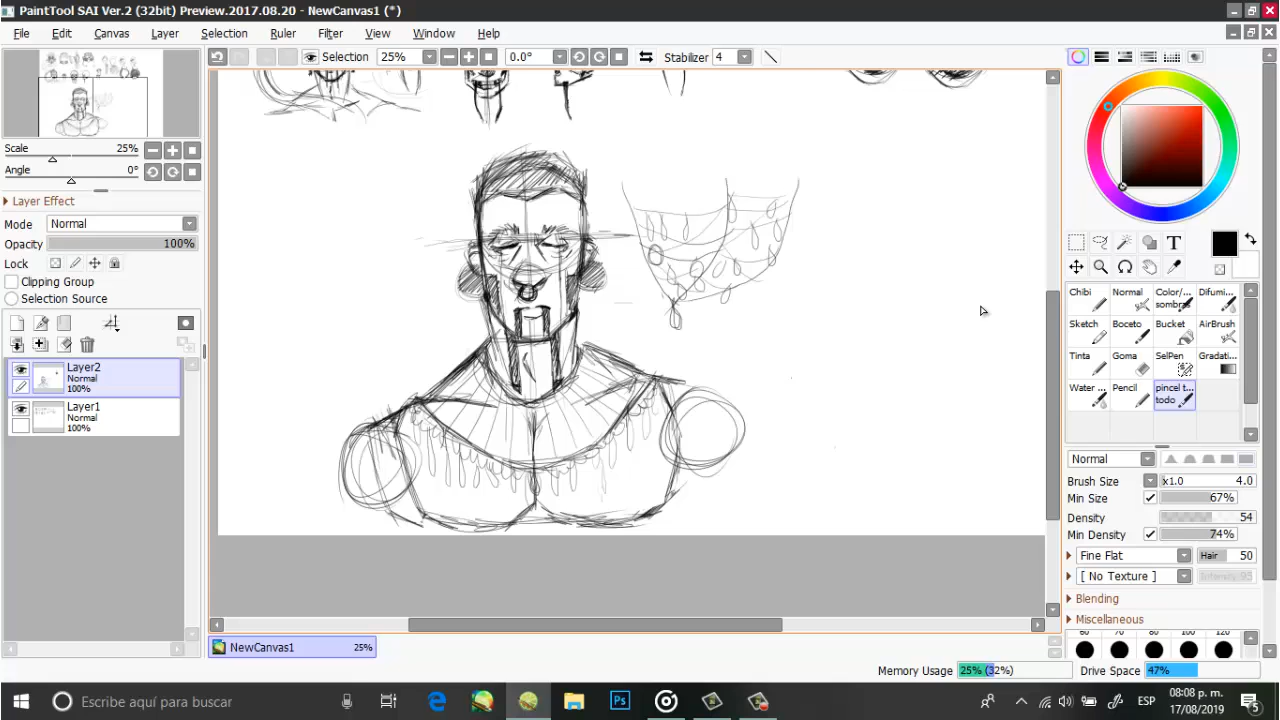 PaintTool SAI Ver.2 (32bit) Preview.2017.08.20 - NewCanvas1 (*)
File Edit Canvas Layer Selection Ruler Filter View Window Help
Selection 25% 0.0° Stabilizer 4
Scale 25%
Angle 0°
Layer Effect
Mode Normal
Opacity 100%
Lock
Clipping Group
Selection Source
Layer2
Normal
100%
Layer1
Normal
100%
T
Chibi Normal Color/... sombra Difumi...
Sketch Boceto Bucket AirBrush
Tinta Goma SelPen Gradati...
Water ... Pencil pincel t... todo
Normal
Brush Size x1.0 4.0
Min Size 67%
Density 54
Min Density 74%
Fine Flat Hair 50
[ No Texture ] Intensity 95
Blending
Miscellaneous
60 70 80 100 120
NewCanvas1 25%
Memory Usage 25% (32%) Drive Space 47%
Escribe aquí para buscar
Ps
ESP
08:08 p. m.
17/08/2019
5